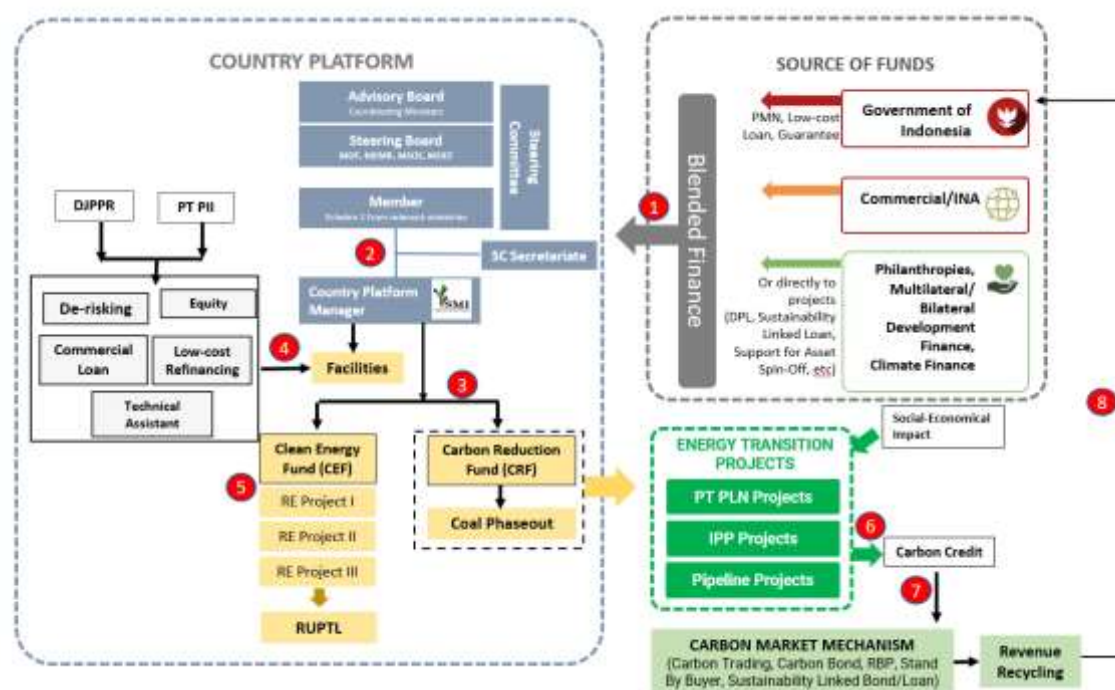 COUNTRY PLATFORM
Advisory Board
Coordinating Ministers
Steering Board
Steering
Committee
Member
SC Secretariate
2
Country Platform
Manager
DJPPR
PT PII
De-risking
Equity
Commercial
Loan
Low-cost
Refinancing
Technical
Assistant
4
Facilities
3
Clean Energy
Fund (CEF)
5
RE Project I
RE Project II
RE Project III
RUPTL
Carbon Reduction
Fund (CRF)
Coal Phaseout
SOURCE OF FUNDS
1
Blended Finance
Government of
Indonesia
PMN, Low-cost
Loan, Guarantee
Commercial/INA
Philanthropies,
Multilateral/
Bilateral
Development
Finance,
Climate Finance
Or directly to
projects
(DPL, Sustainability
Linked Loan,
Support for Asset
Spin-Off, etc)
8
Social-Economical
Impact
ENERGY TRANSITION
PROJECTS
PT PLN Projects
IPP Projects
Pipeline Projects
6
Carbon Credit
7
CARBON MARKET MECHANISM
(Carbon Trading, Carbon Bond, RBP, Stand
By Buyer, Sustainability Linked Bond/Loan)
Revenue
Recycling